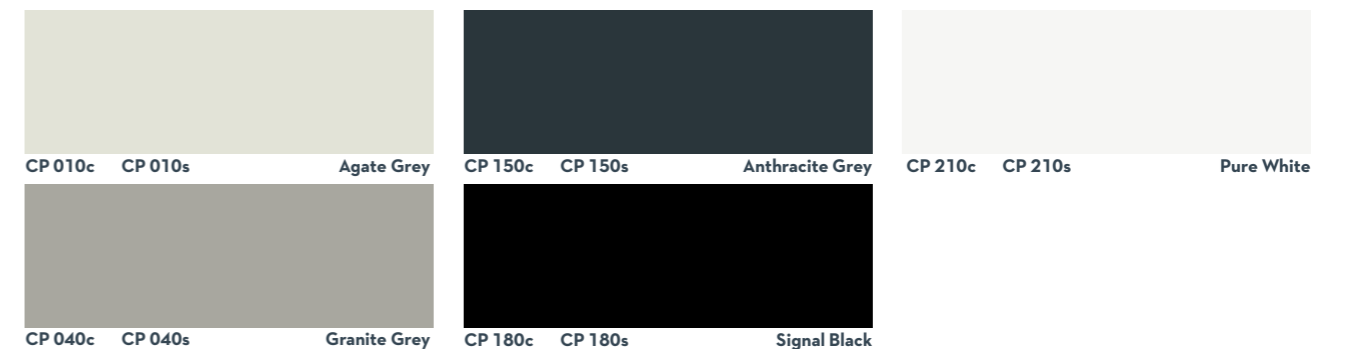 CP 010c CP 010s Agate Grey
CP 150c CP 150s Anthracite Grey
CP 210c CP 210s Pure White
CP 040c CP 040s Granite Grey
CP 180c CP 180s Signal Black